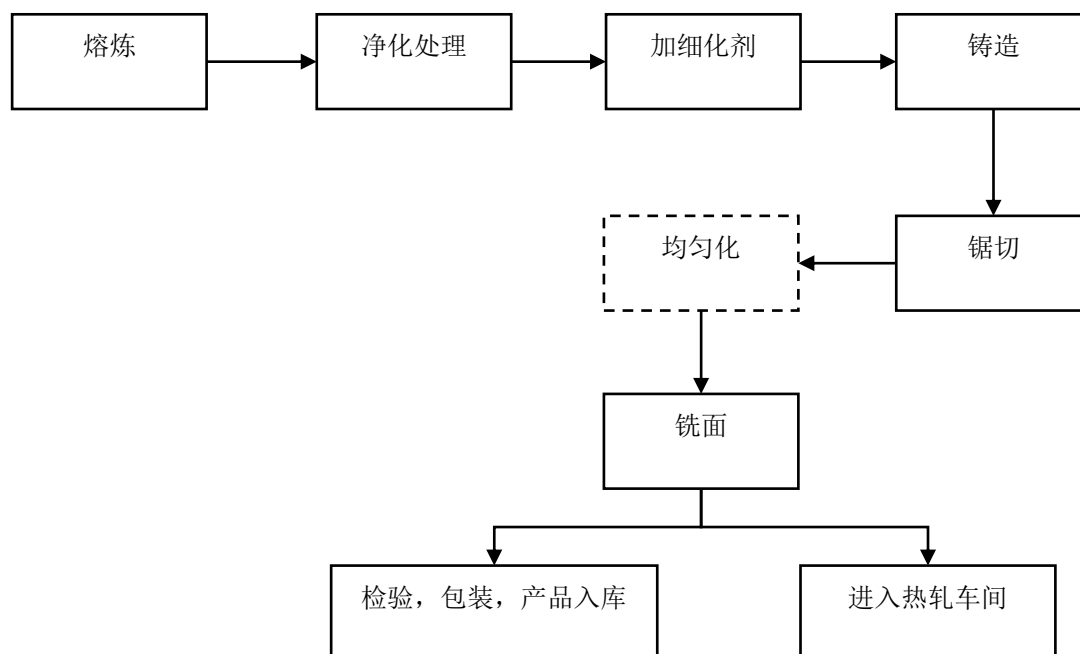 熔炼
净化处理
加细化剂
铸造
均匀化
锯切
铣面
检验，包装，产品入库
进入热轧车间